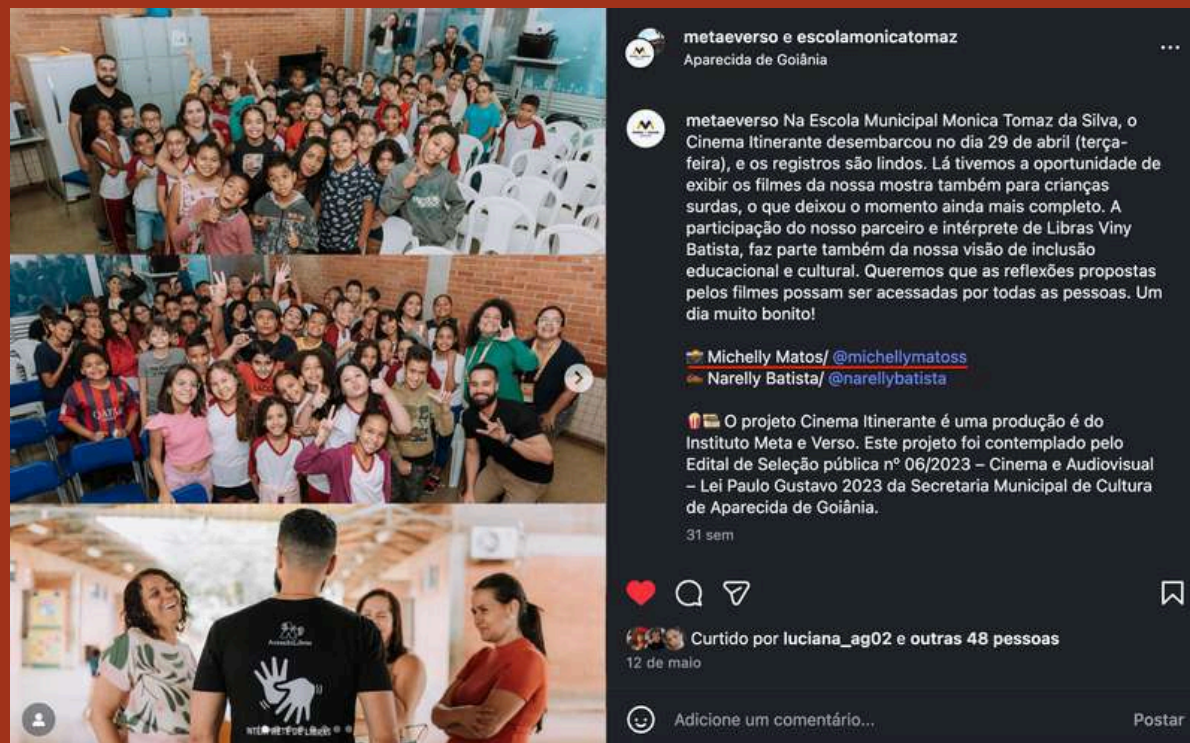 metaeverso e escolamonicatomaz
Aparecida de Goiânia
metaeverso Na Escola Municipal Monica Tomaz da Silva, o
Cinema Itinerante desembarcou no dia 29 de abril (terça-
feira), e os registros são lindos. Lá tivemos a oportunidade de
exibir os filmes da nossa mostra também para crianças
surdas, o que deixou o momento ainda mais completo. A
participação do nosso parceiro e intérprete de Libras Viny
Batista, faz parte também da nossa visão de inclusão
educacional e cultural. Queremos que as reflexões propostas
pelos filmes possam ser acessadas por todas as pessoas. Um
dia muito bonito!
📸 Michelly Matos/ @michellymatoss
✍🏾 Narelly Batista/ @narellybatista
🍿🎞️ O projeto Cinema Itinerante é uma produção é do
Instituto Meta e Verso. Este projeto foi contemplado pelo
Edital de Seleção pública nº 06/2023 – Cinema e Audiovisual
– Lei Paulo Gustavo 2023 da Secretaria Municipal de Cultura
de Aparecida de Goiânia.
31 sem
Curtido por luciana_ag02 e outras 48 pessoas
12 de maio
Adicione um comentário... Postar
QATAR
INTÉRPRETE DE LIBRAS